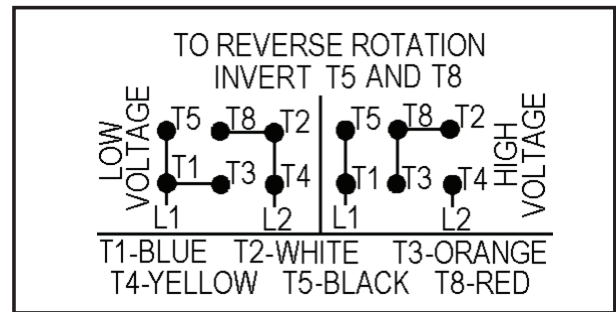 TO REVERSE ROTATION
INVERT T5 AND T8
LOW
VOLTAGE
T5 T8 T2
T1 T3 T4
L1 L2
T5 T8 T2
T1 T3 T4
L1 L2
HIGH
VOLTAGE
T1-BLUE T2-WHITE T3-ORANGE
T4-YELLOW T5-BLACK T8-RED